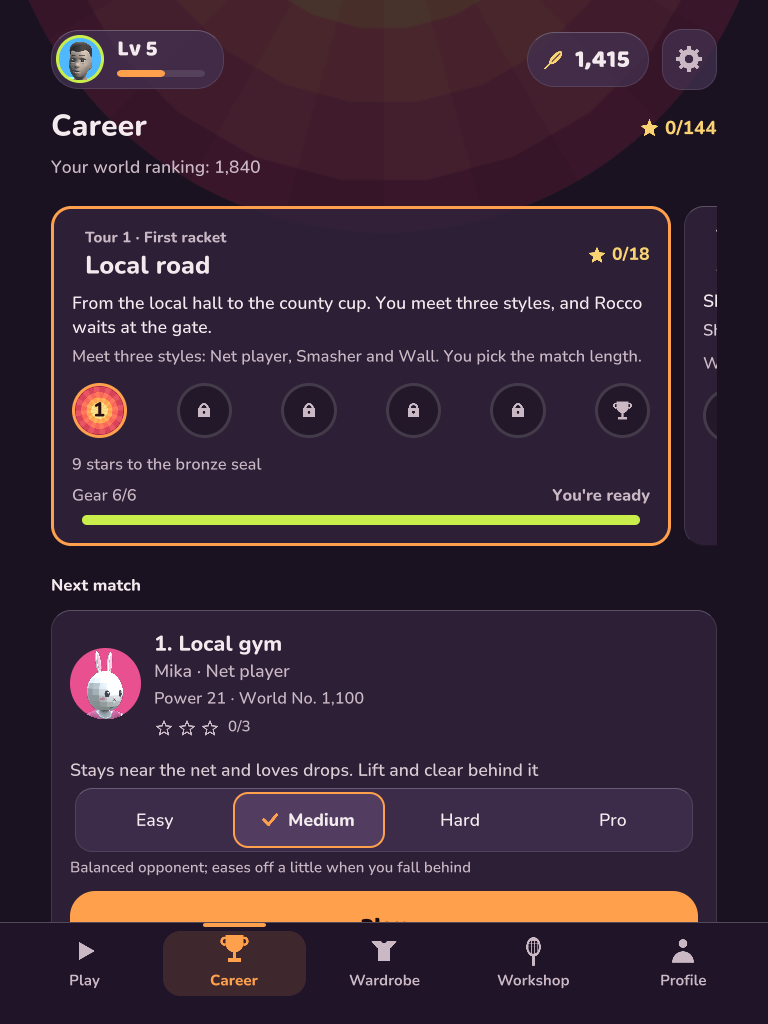 Lv 5
1,415
Career
0/144
Your world ranking: 1,840
Tour 1 · First racket
Local road
0/18
From the local hall to the county cup. You meet three styles, and Rocco
waits at the gate.
Meet three styles: Net player, Smasher and Wall. You pick the match length.
1
9 stars to the bronze seal
Gear 6/6
You're ready
Next match
1. Local gym
Mika · Net player
Power 21 · World No. 1,100
0/3
Stays near the net and loves drops. Lift and clear behind it
Easy
Medium
Hard
Pro
Balanced opponent; eases off a little when you fall behind
Play
Career
Wardrobe
Workshop
Profile